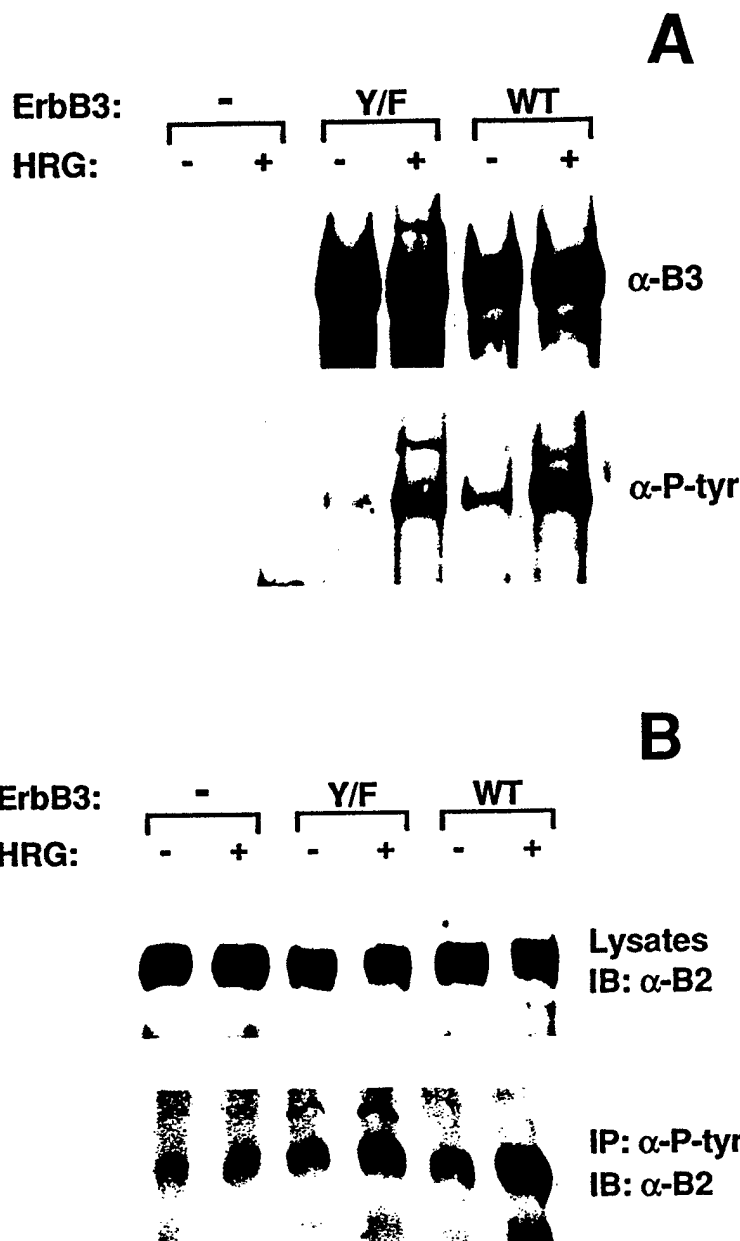 A
ErbB3: - Y/F WT
HRG: - + - + - +
α-B3
α-P-tyr
B
ErbB3: - Y/F WT
HRG: - + - + - +
Lysates
IB: α-B2
IP: α-P-tyr
IB: α-B2